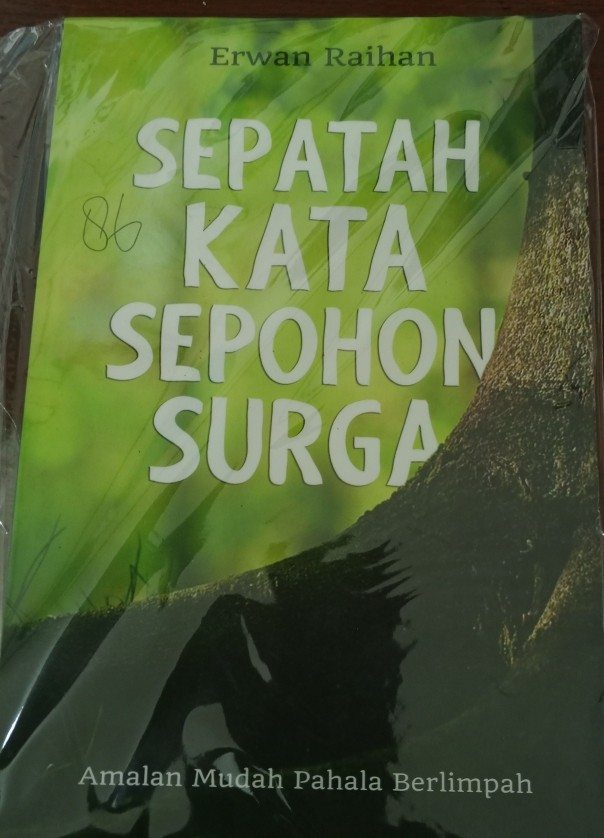 Erwan Raihan
SEPATAH
86
KATA
SEPOHON
SURGA
Amalan Mudah Pahala Berlimpah